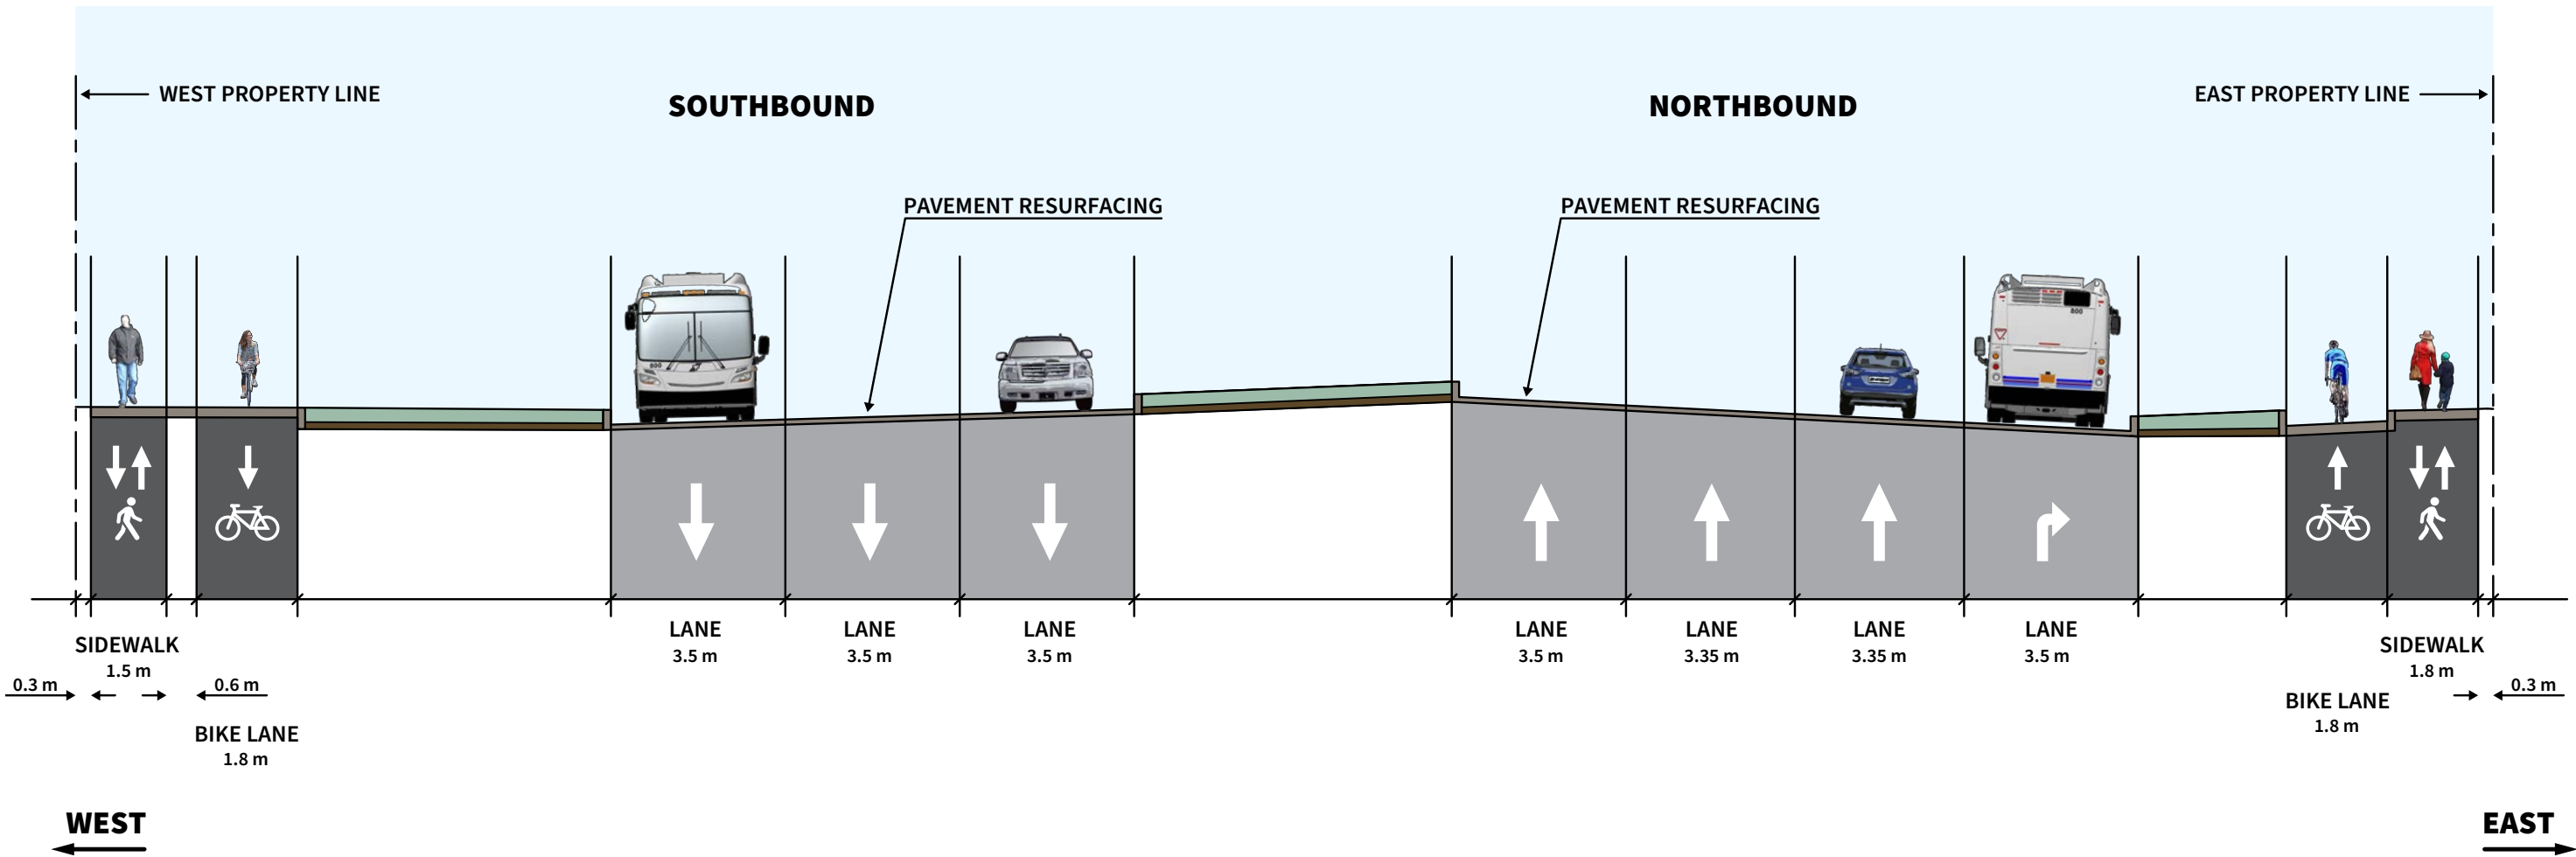 WEST PROPERTY LINE
SOUTHBOUND
NORTHBOUND
EAST PROPERTY LINE
PAVEMENT RESURFACING
PAVEMENT RESURFACING
800
800
SIDEWALK
1.5 m
0.3 m
0.6 m
BIKE LANE
1.8 m
LANE
3.5 m
LANE
3.5 m
LANE
3.5 m
LANE
3.5 m
LANE
3.35 m
LANE
3.35 m
LANE
3.5 m
SIDEWALK
1.8 m
0.3 m
BIKE LANE
1.8 m
WEST
EAST